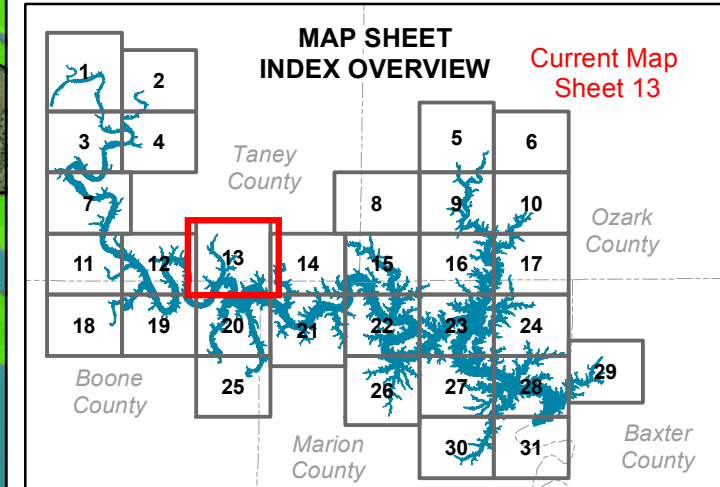 MAP SHEET
INDEX OVERVIEW
Current Map
Sheet 13
1
2
3
4
5
6
Taney
County
7
8
9
10
Ozark
County
11
12
13
14
15
16
17
18
19
20
21
22
23
24
Boone
County
25
26
27
28
29
Marion
County
30
31
Baxter
County